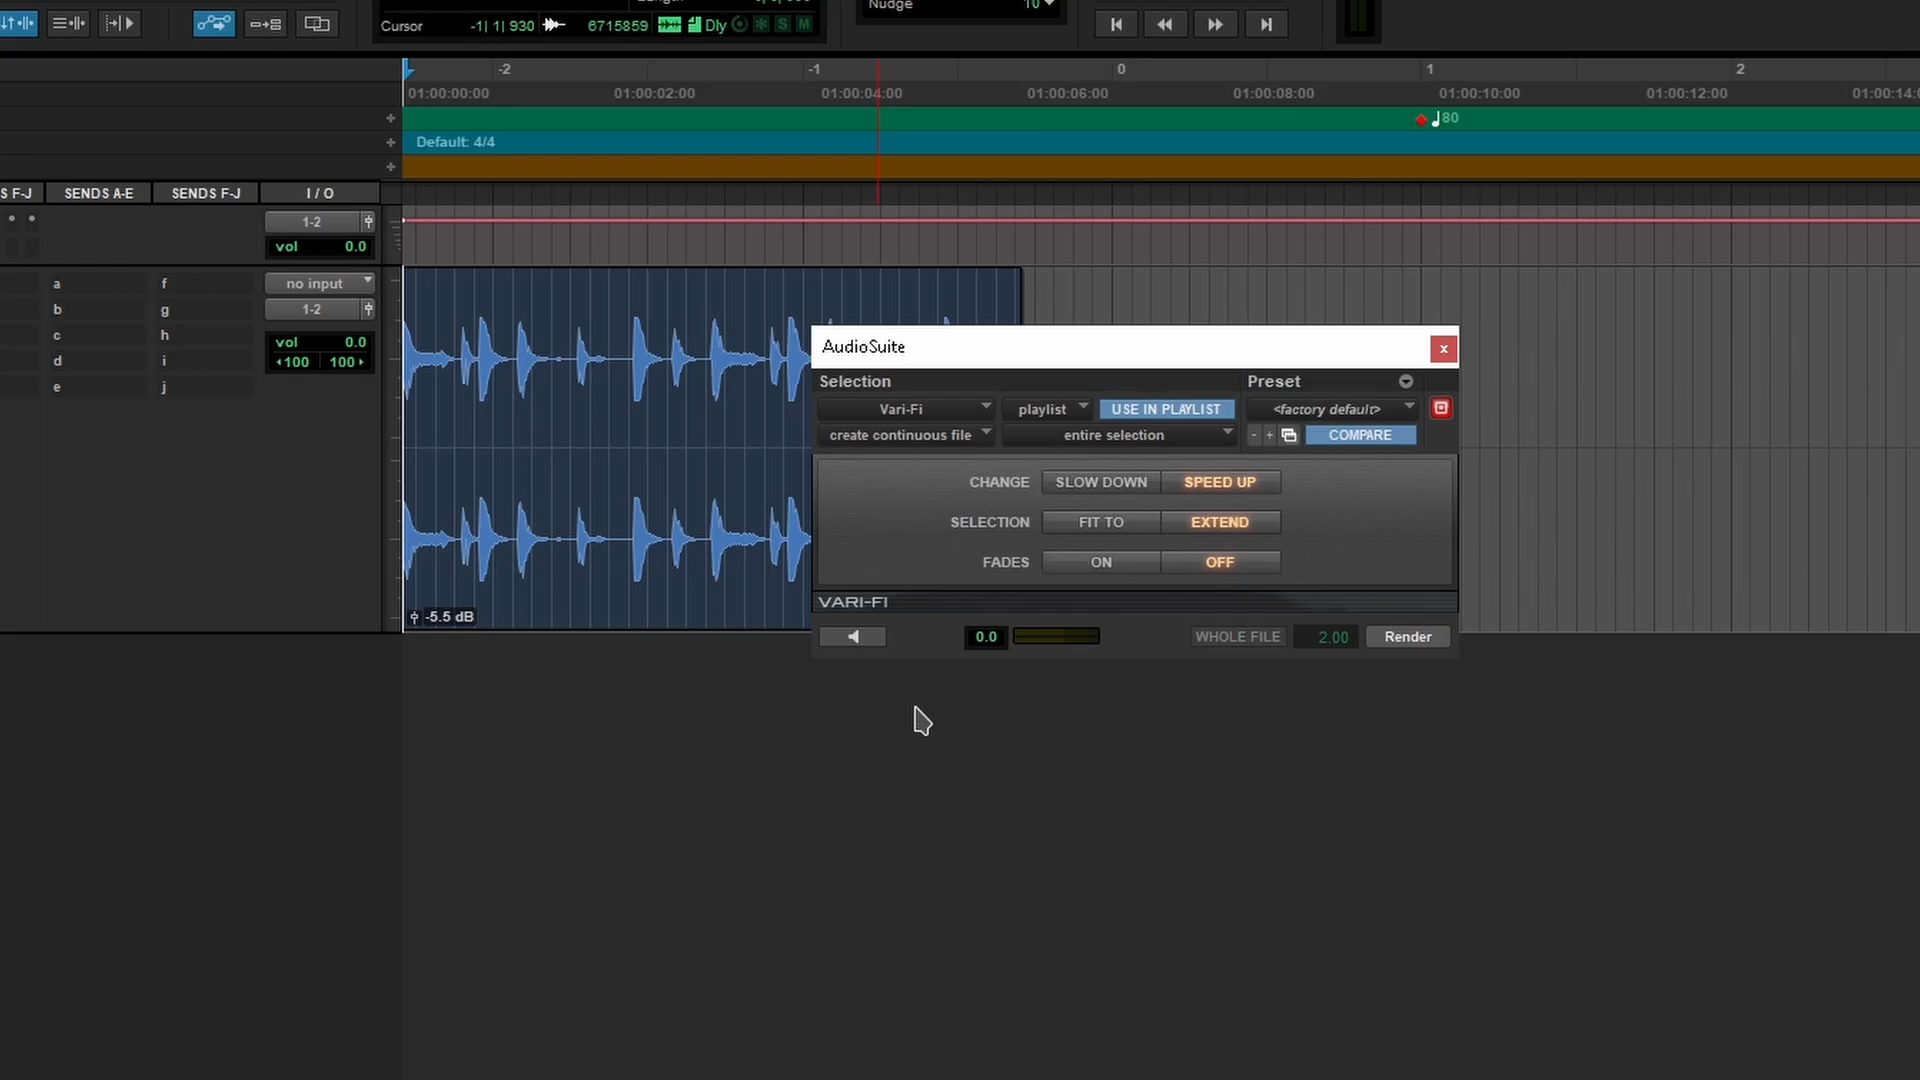 Nudge 10
Cursor -1| 1| 930 6715859 Dly S M
-2 -1 0 1 2
01:00:00:00 01:00:02:00 01:00:04:00 01:00:06:00 01:00:08:00 01:00:10:00 01:00:12:00 01:00:14:0
80
Default: 4/4
S F-J SENDS A-E SENDS F-J I / O
1-2
vol 0.0
a f no input
b g 1-2
c h vol 0.0
d i 100 100
e j
-5.5 dB
AudioSuite x
Selection Preset
Vari-Fi playlist USE IN PLAYLIST <factory default>
create continuous file entire selection - + COMPARE
CHANGE SLOW DOWN SPEED UP
SELECTION FIT TO EXTEND
FADES ON OFF
VARI-FI
0.0 WHOLE FILE 2.00 Render